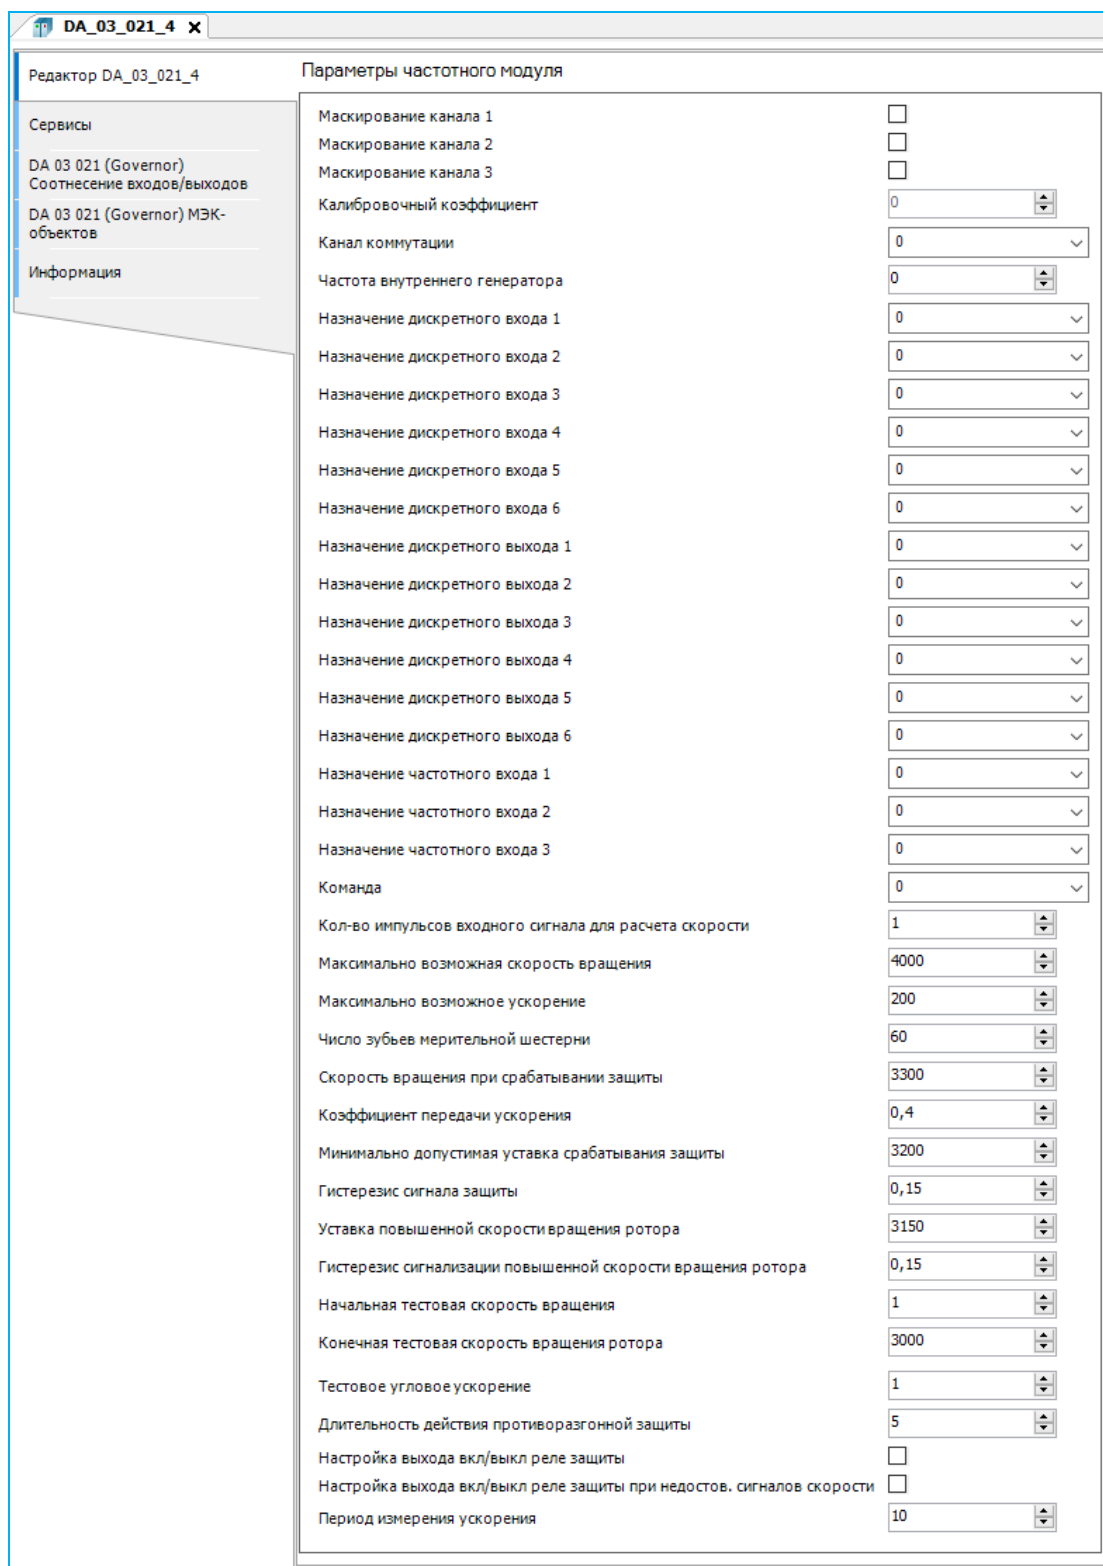 DA_03_021_4
Редактор DA_03_021_4
Сервисы
DA 03 021 (Governor)
Соотнесение входов/выходов
DA 03 021 (Governor) МЭК-
объектов
Информация
Параметры частотного модуля
Маскирование канала 1
Маскирование канала 2
Маскирование канала 3
Калибровочный коэффициент 0
Канал коммутации 0
Частота внутреннего генератора 0
Назначение дискретного входа 1 0
Назначение дискретного входа 2 0
Назначение дискретного входа 3 0
Назначение дискретного входа 4 0
Назначение дискретного входа 5 0
Назначение дискретного входа 6 0
Назначение дискретного выхода 1 0
Назначение дискретного выхода 2 0
Назначение дискретного выхода 3 0
Назначение дискретного выхода 4 0
Назначение дискретного выхода 5 0
Назначение дискретного выхода 6 0
Назначение частотного входа 1 0
Назначение частотного входа 2 0
Назначение частотного входа 3 0
Команда 0
Кол-во импульсов входного сигнала для расчета скорости 1
Максимально возможная скорость вращения 4000
Максимально возможное ускорение 200
Число зубьев мерительной шестерни 60
Скорость вращения при срабатывании защиты 3300
Коэффициент передачи ускорения 0,4
Минимально допустимая уставка срабатывания защиты 3200
Гистерезис сигнала защиты 0,15
Уставка повышенной скорости вращения ротора 3150
Гистерезис сигнализации повышенной скорости вращения ротора 0,15
Начальная тестовая скорость вращения 1
Конечная тестовая скорость вращения ротора 3000
Тестовое угловое ускорение 1
Длительность действия противоразгонной защиты 5
Настройка выхода вкл/выкл реле защиты
Настройка выхода вкл/выкл реле защиты при недостов. сигналов скорости
Период измерения ускорения 10